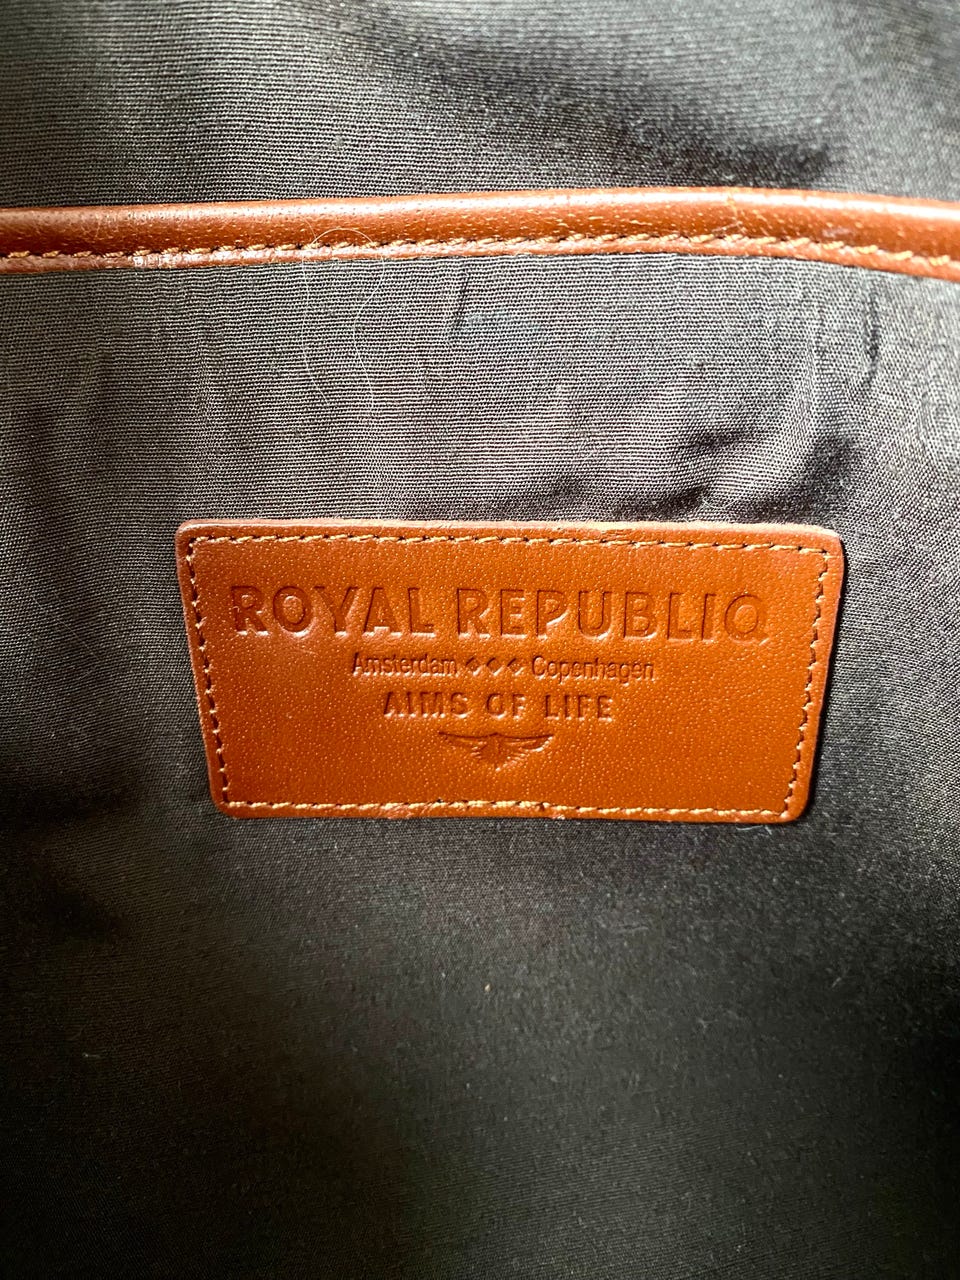 ROYAL REPUBLIQ
Amsterdam ❖❖❖ Copenhagen
AIMS OF LIFE